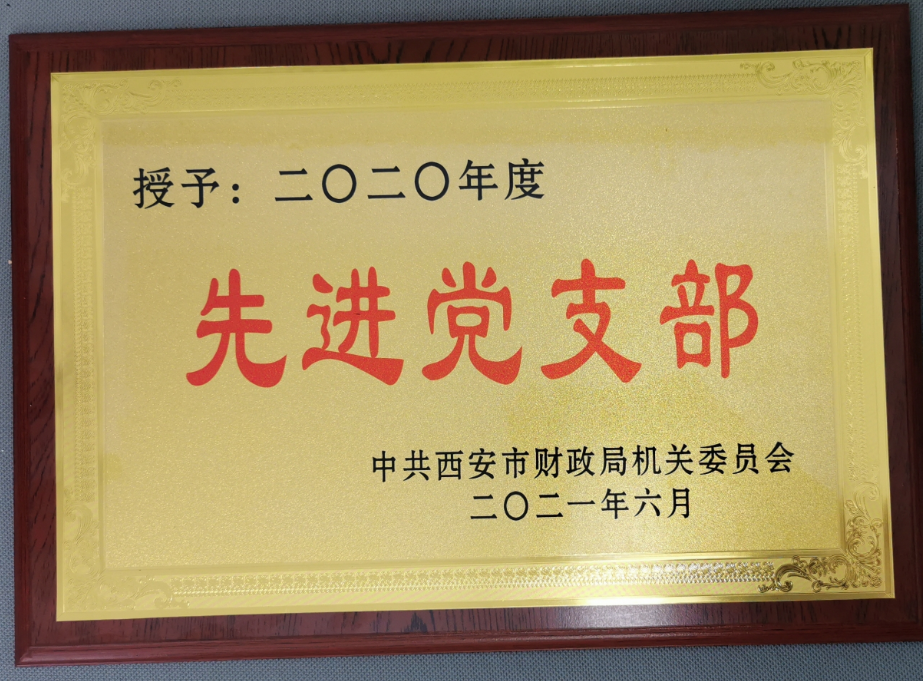 授予：二〇二〇年度
先进党支部
中共西安市财政局机关委员会
二〇二一年六月